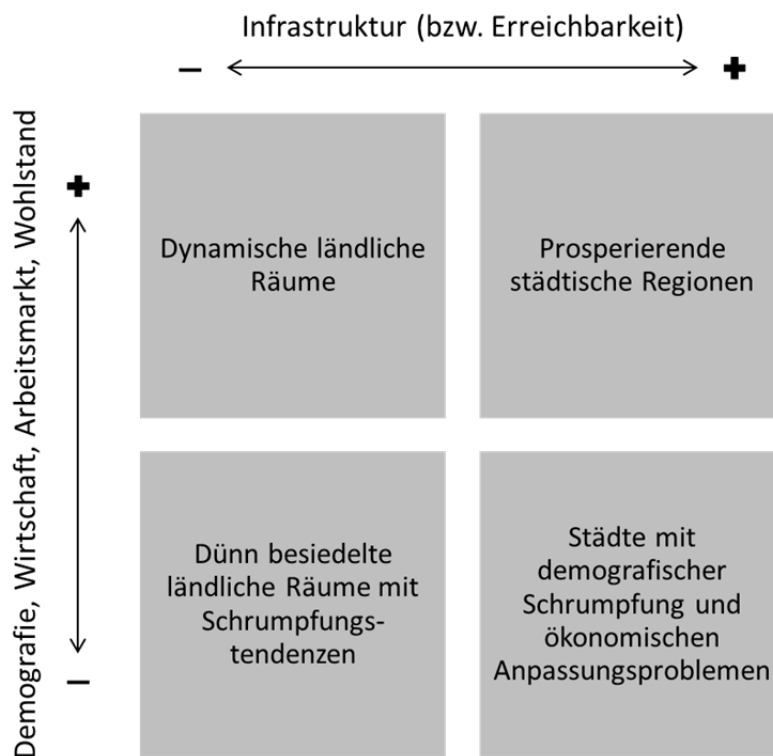 Infrastruktur (bzw. Erreichbarkeit)
– +
Demografie, Wirtschaft, Arbeitsmarkt, Wohlstand
+
–
Dynamische ländliche
Räume
Prosperierende
städtische Regionen
Dünn besiedelte
ländliche Räume mit
Schrumpfungs-
tendenzen
Städte mit
demografischer
Schrumpfung und
ökonomischen
Anpassungsproblemen